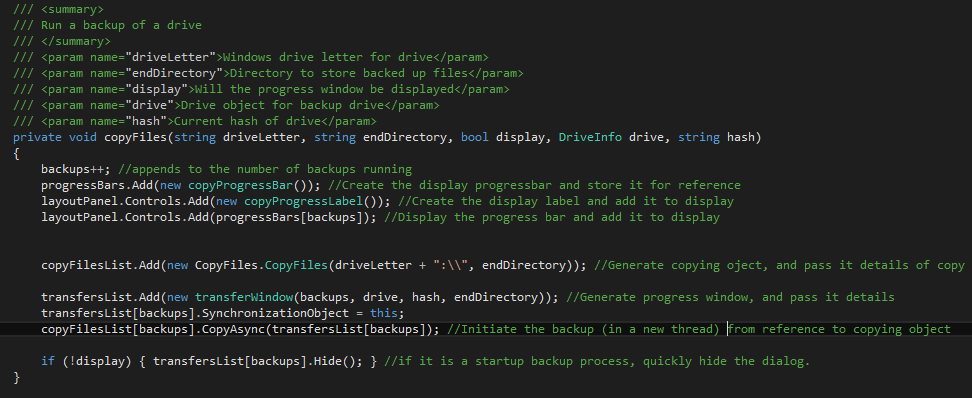 /// <summary>
/// Run a backup of a drive
/// </summary>
/// <param name="driveLetter">Windows drive letter for drive</param>
/// <param name="endDirectory">Directory to store backed up files</param>
/// <param name="display">Will the progress window be displayed</param>
/// <param name="drive">Drive object for backup drive</param>
/// <param name="hash">Current hash of drive</param>
private void copyFiles(string driveLetter, string endDirectory, bool display, DriveInfo drive, string hash)
{
    backups++; //appends to the number of backups running
    progressBars.Add(new copyProgressBar()); //Create the display progressbar and store it for reference
    layoutPanel.Controls.Add(new copyProgressLabel()); //Create the display label and add it to display
    layoutPanel.Controls.Add(progressBars[backups]); //Display the progress bar and add it to display
    copyFilesList.Add(new CopyFiles.CopyFiles(driveLetter + ":\\", endDirectory)); //Generate copying oject, and pass it details of copy
    transfersList.Add(new transferWindow(backups, drive, hash, endDirectory)); //Generate progress window, and pass it details
    transfersList[backups].SynchronizationObject = this;
    copyFilesList[backups].CopyAsync(transfersList[backups]); //Initiate the backup (in a new thread) from reference to copying object
    if (!display) { transfersList[backups].Hide(); } //if it is a startup backup process, quickly hide the dialog.
}